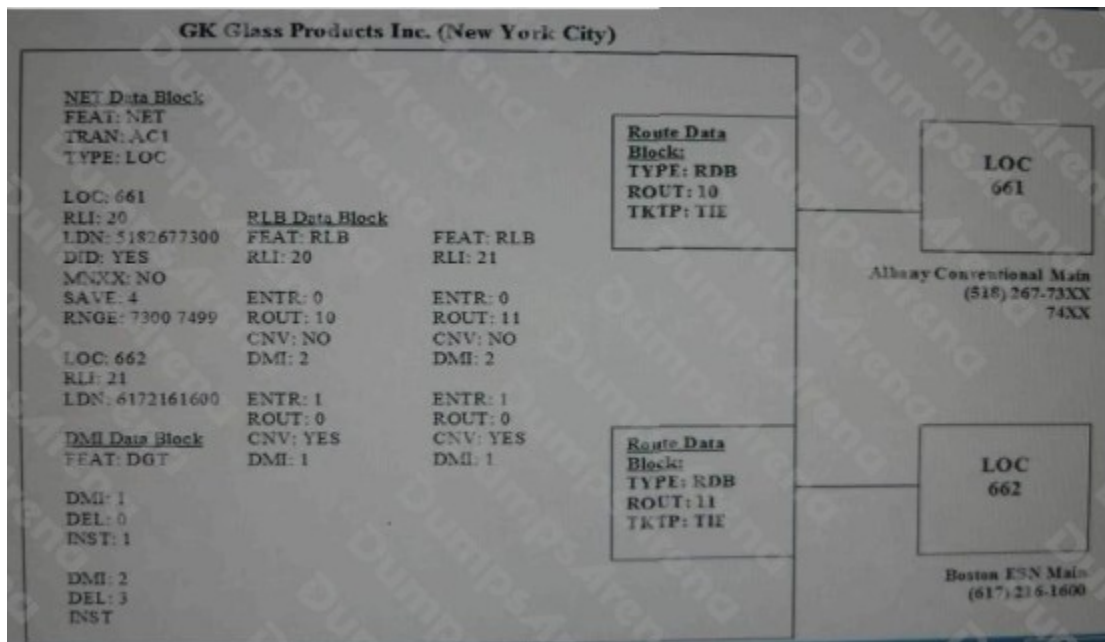 GK Glass Products Inc. (New York City)
NET Data Block
FEAT: NET
TRAN: AC1
TYPE: LOC
LOC: 661
RLI: 20
LDN: 5182677300
DID: YES
MNXX: NO
SAVE: 4
RNGE: 7300 7499
LOC: 662
RLI: 21
LDN: 6172161600
DMI Data Block
FEAT: DGT
DMI: 1
DEL: 0
INST: 1
DMI: 2
DEL: 3
INST
RLB Data Block
FEAT: RLB
RLI: 20
ENTR: 0
ROUT: 10
CNV: NO
DMI: 2
ENTR: 1
ROUT: 0
CNV: YES
DMI: 1
FEAT: RLB
RLI: 21
ENTR: 0
ROUT: 11
CNV: NO
DMI: 2
ENTR: 1
ROUT: 0
CNV: YES
DMI: 1
Route Data
Block:
TYPE: RDB
ROUT: 10
TKTP: TIE
LOC
661
Albany Conventional Main
(518) 267-73XX
74XX
Route Data
Block:
TYPE: RDB
ROUT: 11
TKTP: TIE
LOC
662
Boston ESN Main
(617) 216-1600
DumpsArena